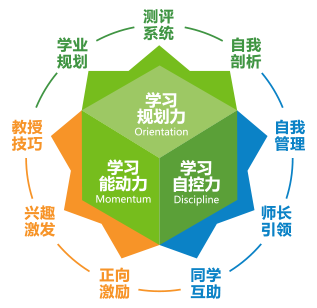 测评
系统
学业
规划
自我
剖析
学习
规划力
Orientation
教授
技巧
自我
管理
学习
能动力
Momentum
学习
自控力
Discipline
兴趣
激发
师长
引领
正向
激励
同学
互助